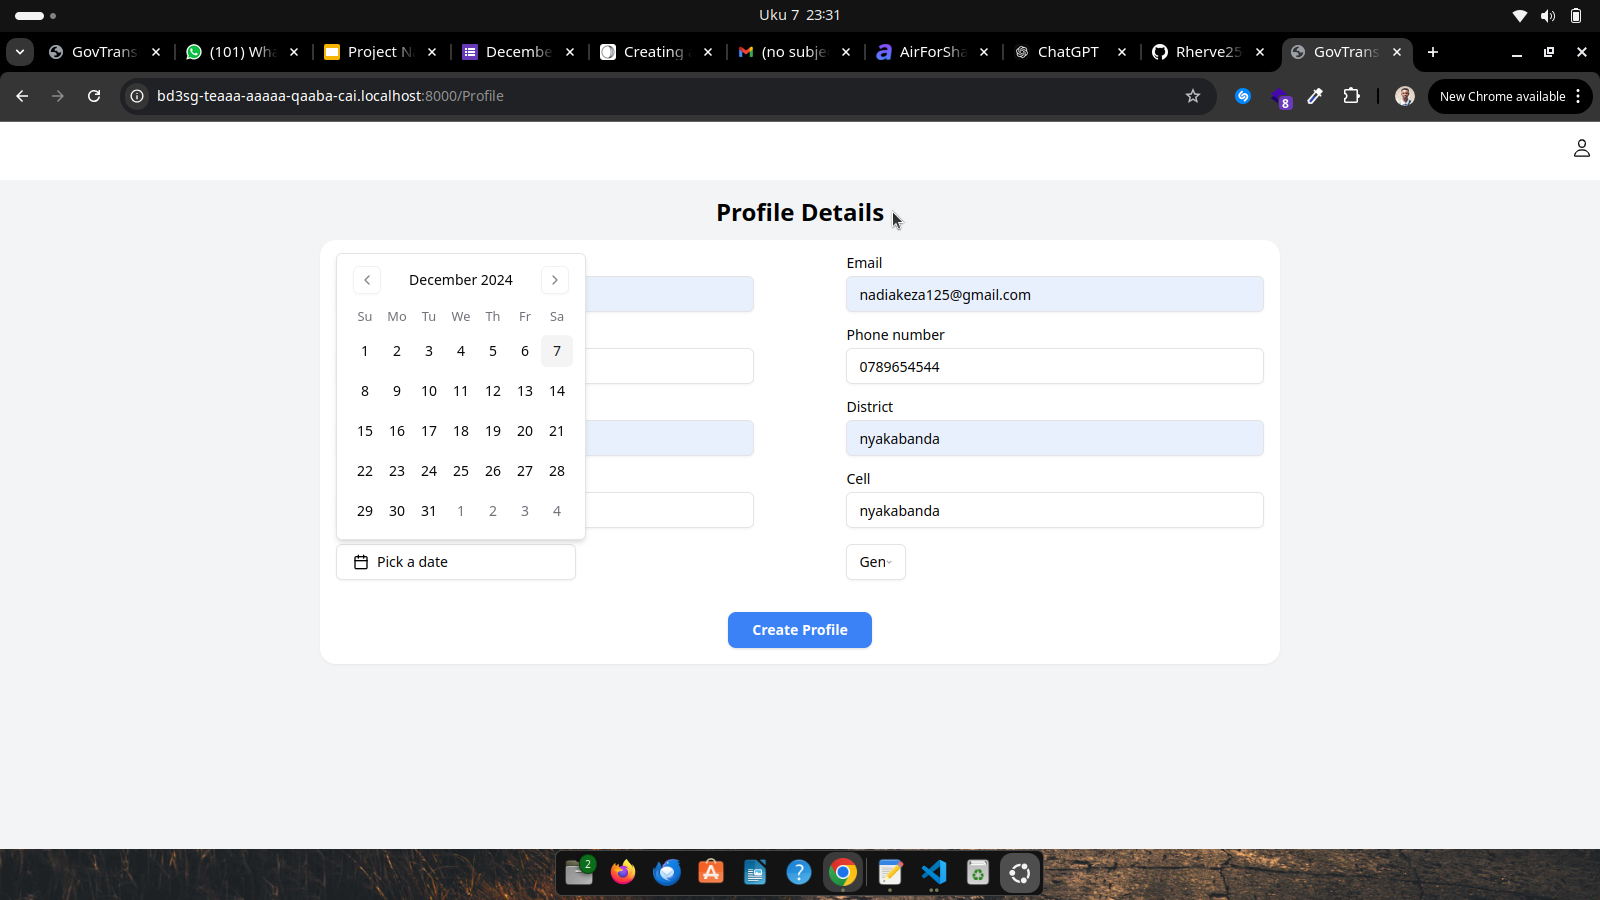 Uku 7 23:31
GovTrans
(101) Wha
Project N
Decembe
Creating
(no subje
AirForSha
ChatGPT
Rherve25
GovTrans
bd3sg-teaaa-aaaaa-qaaba-cai.localhost:8000/Profile
8
New Chrome available
Profile Details
December 2024
Su Mo Tu We Th Fr Sa
1 2 3 4 5 6 7
8 9 10 11 12 13 14
15 16 17 18 19 20 21
22 23 24 25 26 27 28
29 30 31 1 2 3 4
Pick a date
Email
nadiakeza125@gmail.com
Phone number
0789654544
District
nyakabanda
Cell
nyakabanda
Gen
Create Profile
2